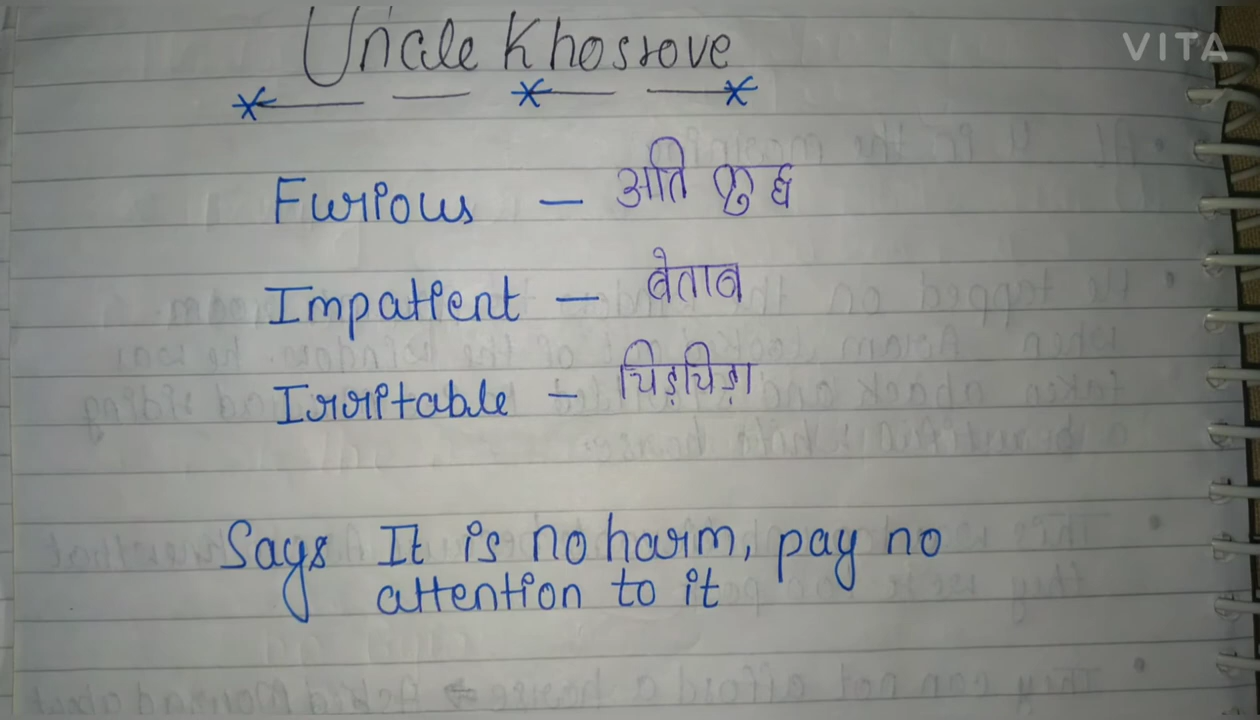 Uncle Khosrove
VITA
Furious — अति क्रुद्ध
Impatient — बेताब
Irritable — चिड़चिड़ा
Says It is no harm, pay no
attention to it